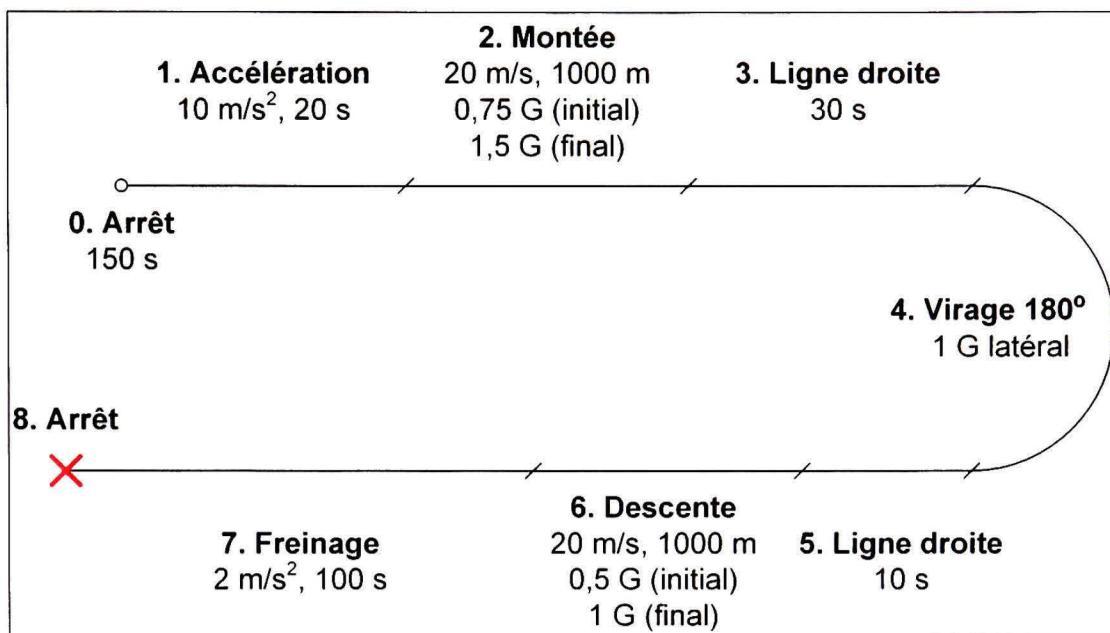 2. Montée
20 m/s, 1000 m
0,75 G (initial)
1,5 G (final)
1. Accélération
10 m/s², 20 s
3. Ligne droite
30 s
0. Arrêt
150 s
4. Virage 180º
1 G latéral
8. Arrêt
7. Freinage
2 m/s², 100 s
6. Descente
20 m/s, 1000 m
0,5 G (initial)
1 G (final)
5. Ligne droite
10 s